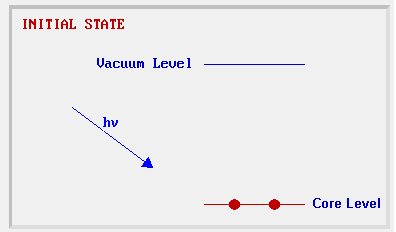 INITIAL STATE
Vacuum Level
hν
Core Level